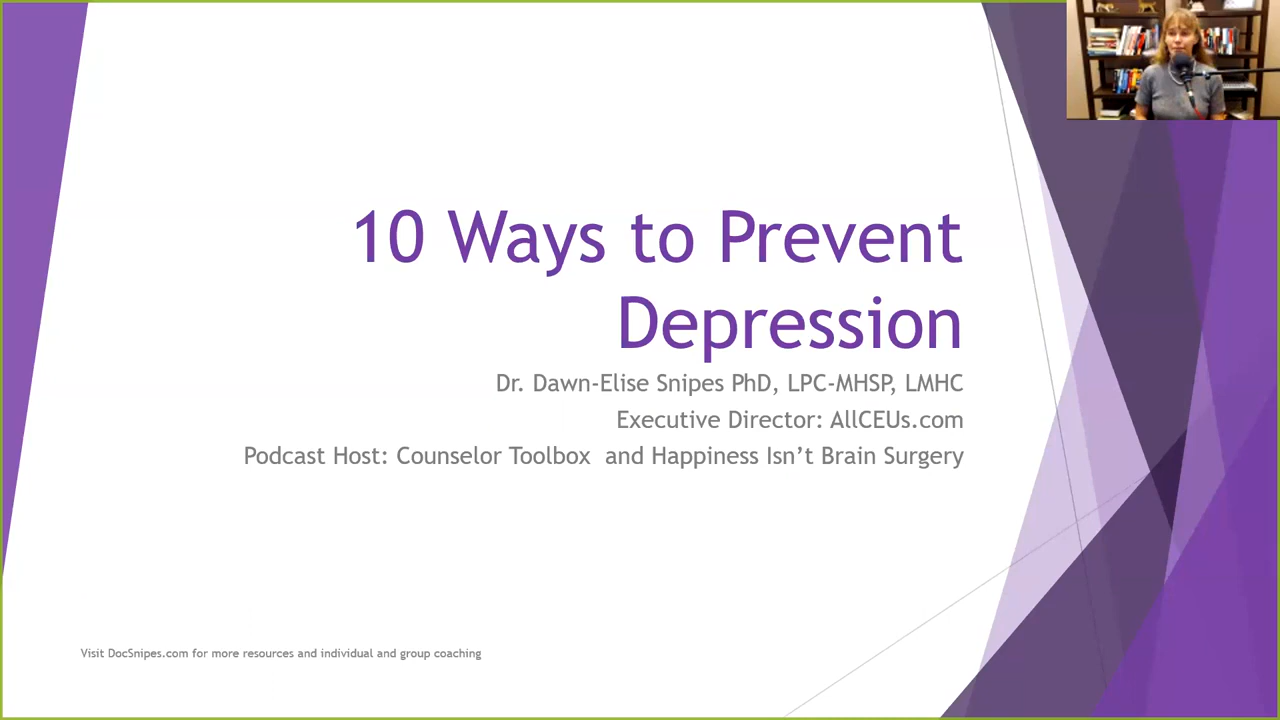 10 Ways to Prevent
Depression
Dr. Dawn-Elise Snipes PhD, LPC-MHSP, LMHC
Executive Director: AllCEUs.com
Podcast Host: Counselor Toolbox  and Happiness Isn’t Brain Surgery
Visit DocSnipes.com for more resources and individual and group coaching